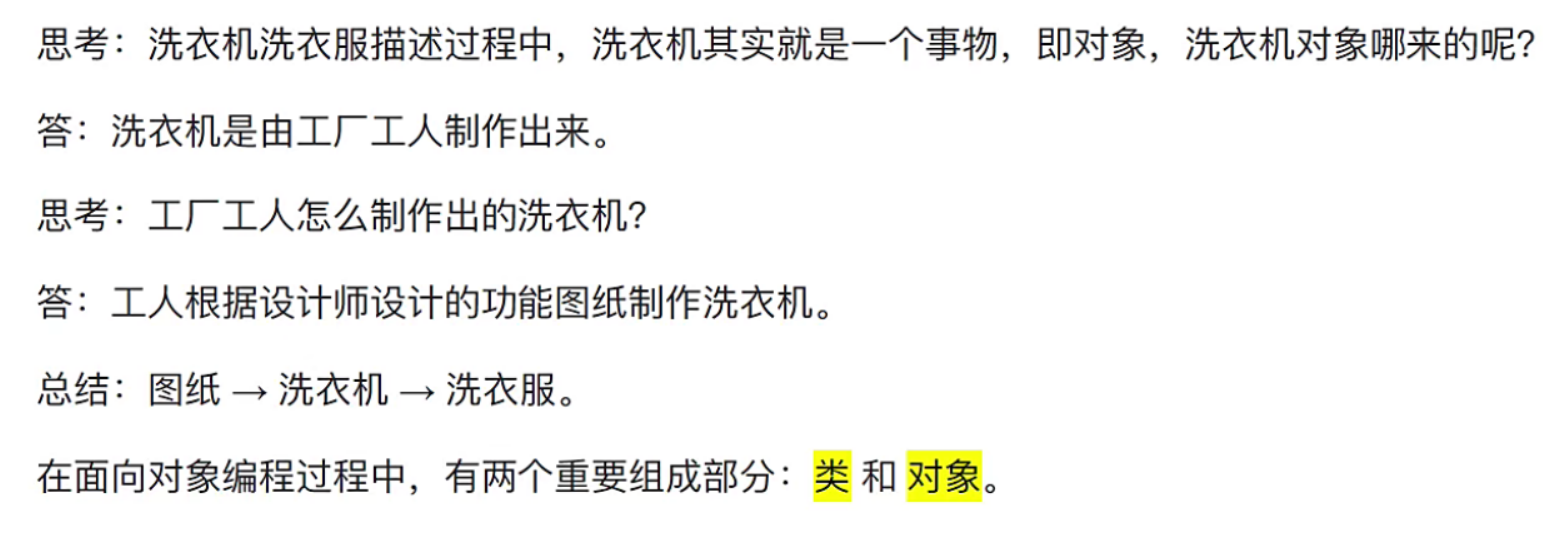 思考：洗衣机洗衣服描述过程中，洗衣机其实就是一个事物，即对象，洗衣机对象哪来的呢？
答：洗衣机是由工厂工人制作出来。
思考：工厂工人怎么制作出的洗衣机？
答：工人根据设计师设计的功能图纸制作洗衣机。
总结：图纸 → 洗衣机 → 洗衣服。
在面向对象编程过程中，有两个重要组成部分：类 和 对象。